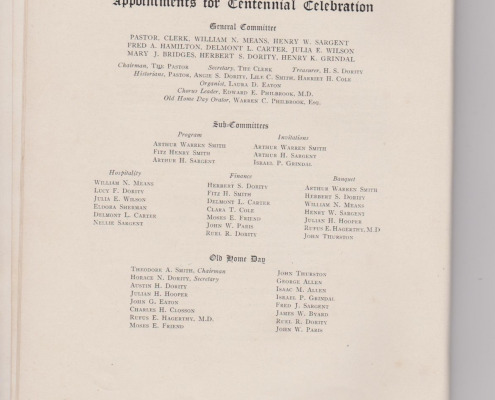 Appointments for Centennial Celebration
General Committee
PASTOR, CLERK, WILLIAM N. MEANS, HENRY W. SARGENT
FRED A. HAMILTON, DELMONT L. CARTER, JULIA E. WILSON
MARY J. BRIDGES, HERBERT S. DORITY, HENRY K. GRINDAL
Chairman, THE PASTOR Secretary, THE CLERK Treasurer, H. S. DORITY
Historians, PASTOR, ANGIE S. DORITY, LILY C. SMITH, HARRIET H. COLE
Organist, LAURA D. EATON
Chorus Leader, EDWARD E. PHILBROOK, M.D.
Old Home Day Orator, WARREN C. PHILBROOK, ESQ.
Sub-Committees
Program
ARTHUR WARREN SMITH
FITZ HENRY SMITH
ARTHUR H. SARGENT
Invitations
ARTHUR WARREN SMITH
ARTHUR H. SARGENT
ISRAEL P. GRINDAL
Hospitality
WILLIAM N. MEANS
LUCY F. DORITY
JULIA E. WILSON
ELDORA SHERMAN
DELMONT L. CARTER
NELLIE SARGENT
Finance
HERBERT S. DORITY
FITZ H. SMITH
DELMONT L. CARTER
CLARA T. COLE
MOSES E. FRIEND
JOHN W. PARIS
RUEL R. DORITY
Banquet
ARTHUR WARREN SMITH
HERBERT S. DORITY
WILLIAM N. MEANS
HENRY W. SARGENT
JULIAN H. HOOPER
RUFUS E. HAGERTHY, M.D.
JOHN THURSTON
Old Home Day
THEODORE A. SMITH, Chairman
HORACE N. DORITY, Secretary
AUSTIN H. DORITY
JULIAN H. HOOPER
JOHN G. EATON
CHARLES H. CLOSSON
RUFUS E. HAGERTHY, M.D.
MOSES E. FRIEND
JOHN THURSTON
GEORGE ALLEN
ISAAC M. ALLEN
ISRAEL P. GRINDAL
FRED J. SARGENT
JAMES W. BYARD
RUEL R. DORITY
JOHN W. PARIS